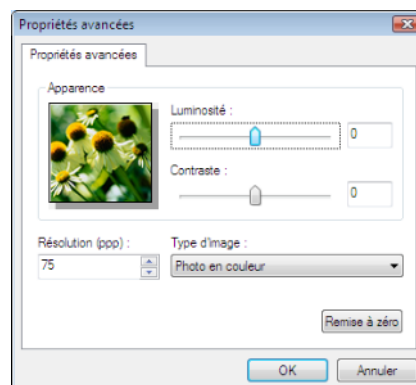 Propriétés avancées
Propriétés avancées
Apparence
Luminosité :
0
Contraste :
0
Résolution (ppp) :
Type d'image :
75
Photo en couleur
Remise à zéro
OK
Annuler